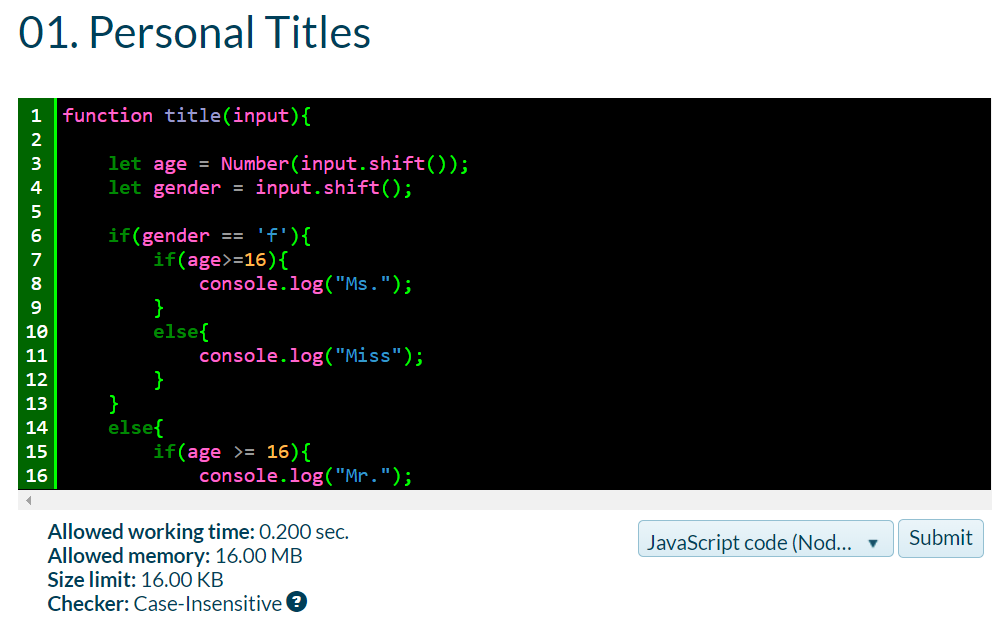 01. Personal Titles
1 function title(input){
2
3 let age = Number(input.shift());
4 let gender = input.shift();
5
6 if(gender == 'f'){
7 if(age>=16){
8 console.log("Ms.");
9 }
10 else{
11 console.log("Miss");
12 }
13 }
14 else{
15 if(age >= 16){
16 console.log("Mr.");
Allowed working time: 0.200 sec.
Allowed memory: 16.00 MB
Size limit: 16.00 KB
Checker: Case-Insensitive ?
JavaScript code (Nod... ▼
Submit